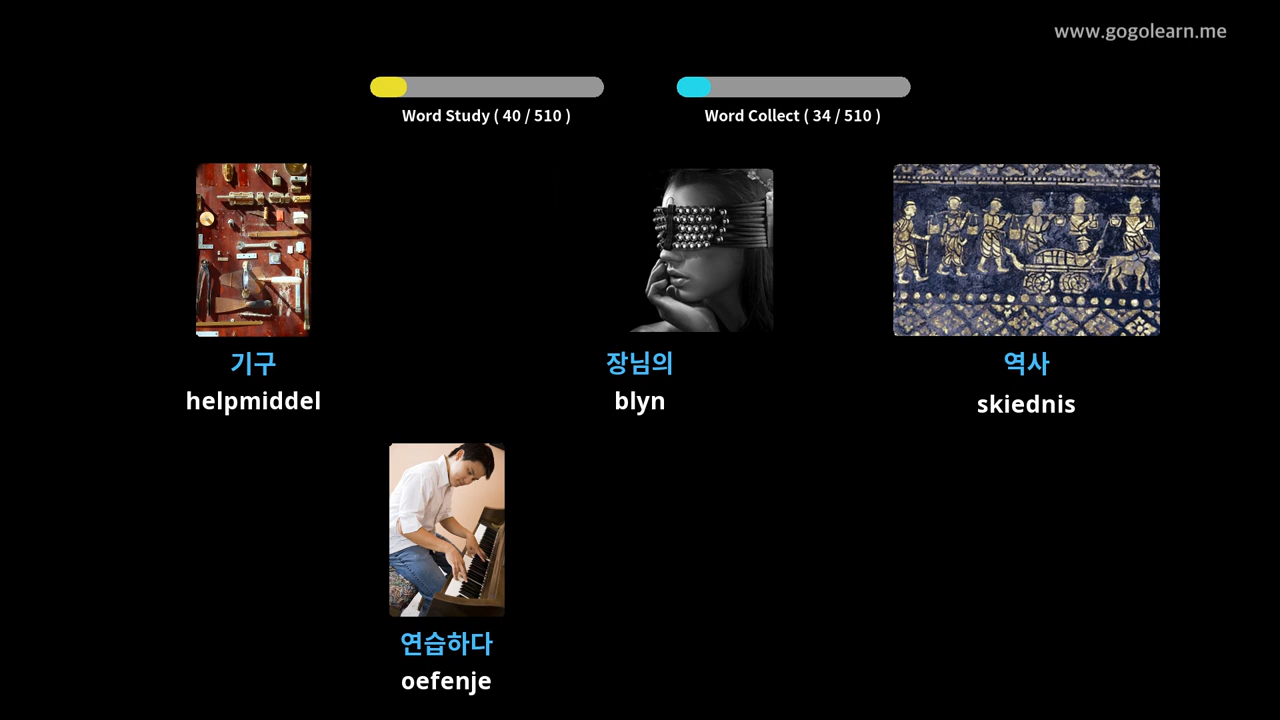 www.gogolearn.me
Word Study ( 40 / 510 )
Word Collect ( 34 / 510 )
기구
helpmiddel
장님의
blyn
역사
skiednis
연습하다
oefenje